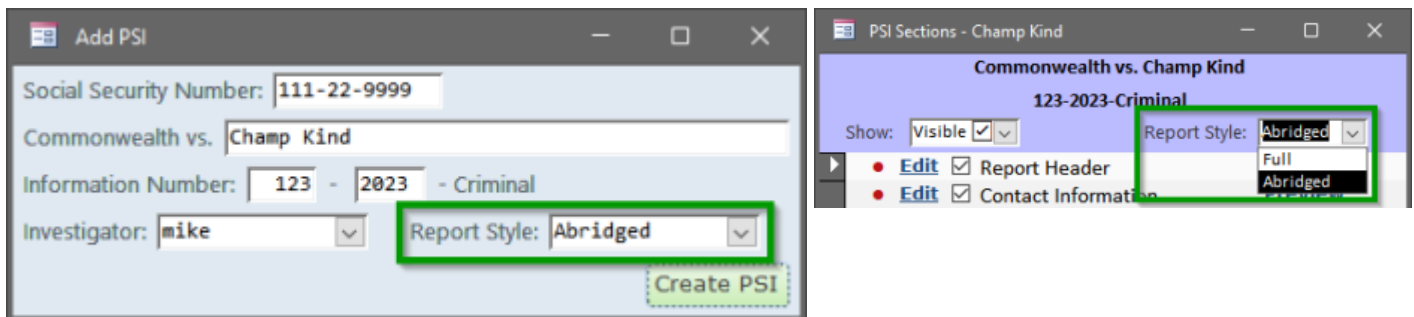 Add PSI
Social Security Number: 111-22-9999
Commonwealth vs. Champ Kind
Information Number: 123 - 2023 - Criminal
Investigator: mike Report Style: Abridged
Create PSI
PSI Sections - Champ Kind
Commonwealth vs. Champ Kind
123-2023-Criminal
Show: Visible Report Style: Abridged
Full
Abridged
Edit Report Header
Edit Contact Information